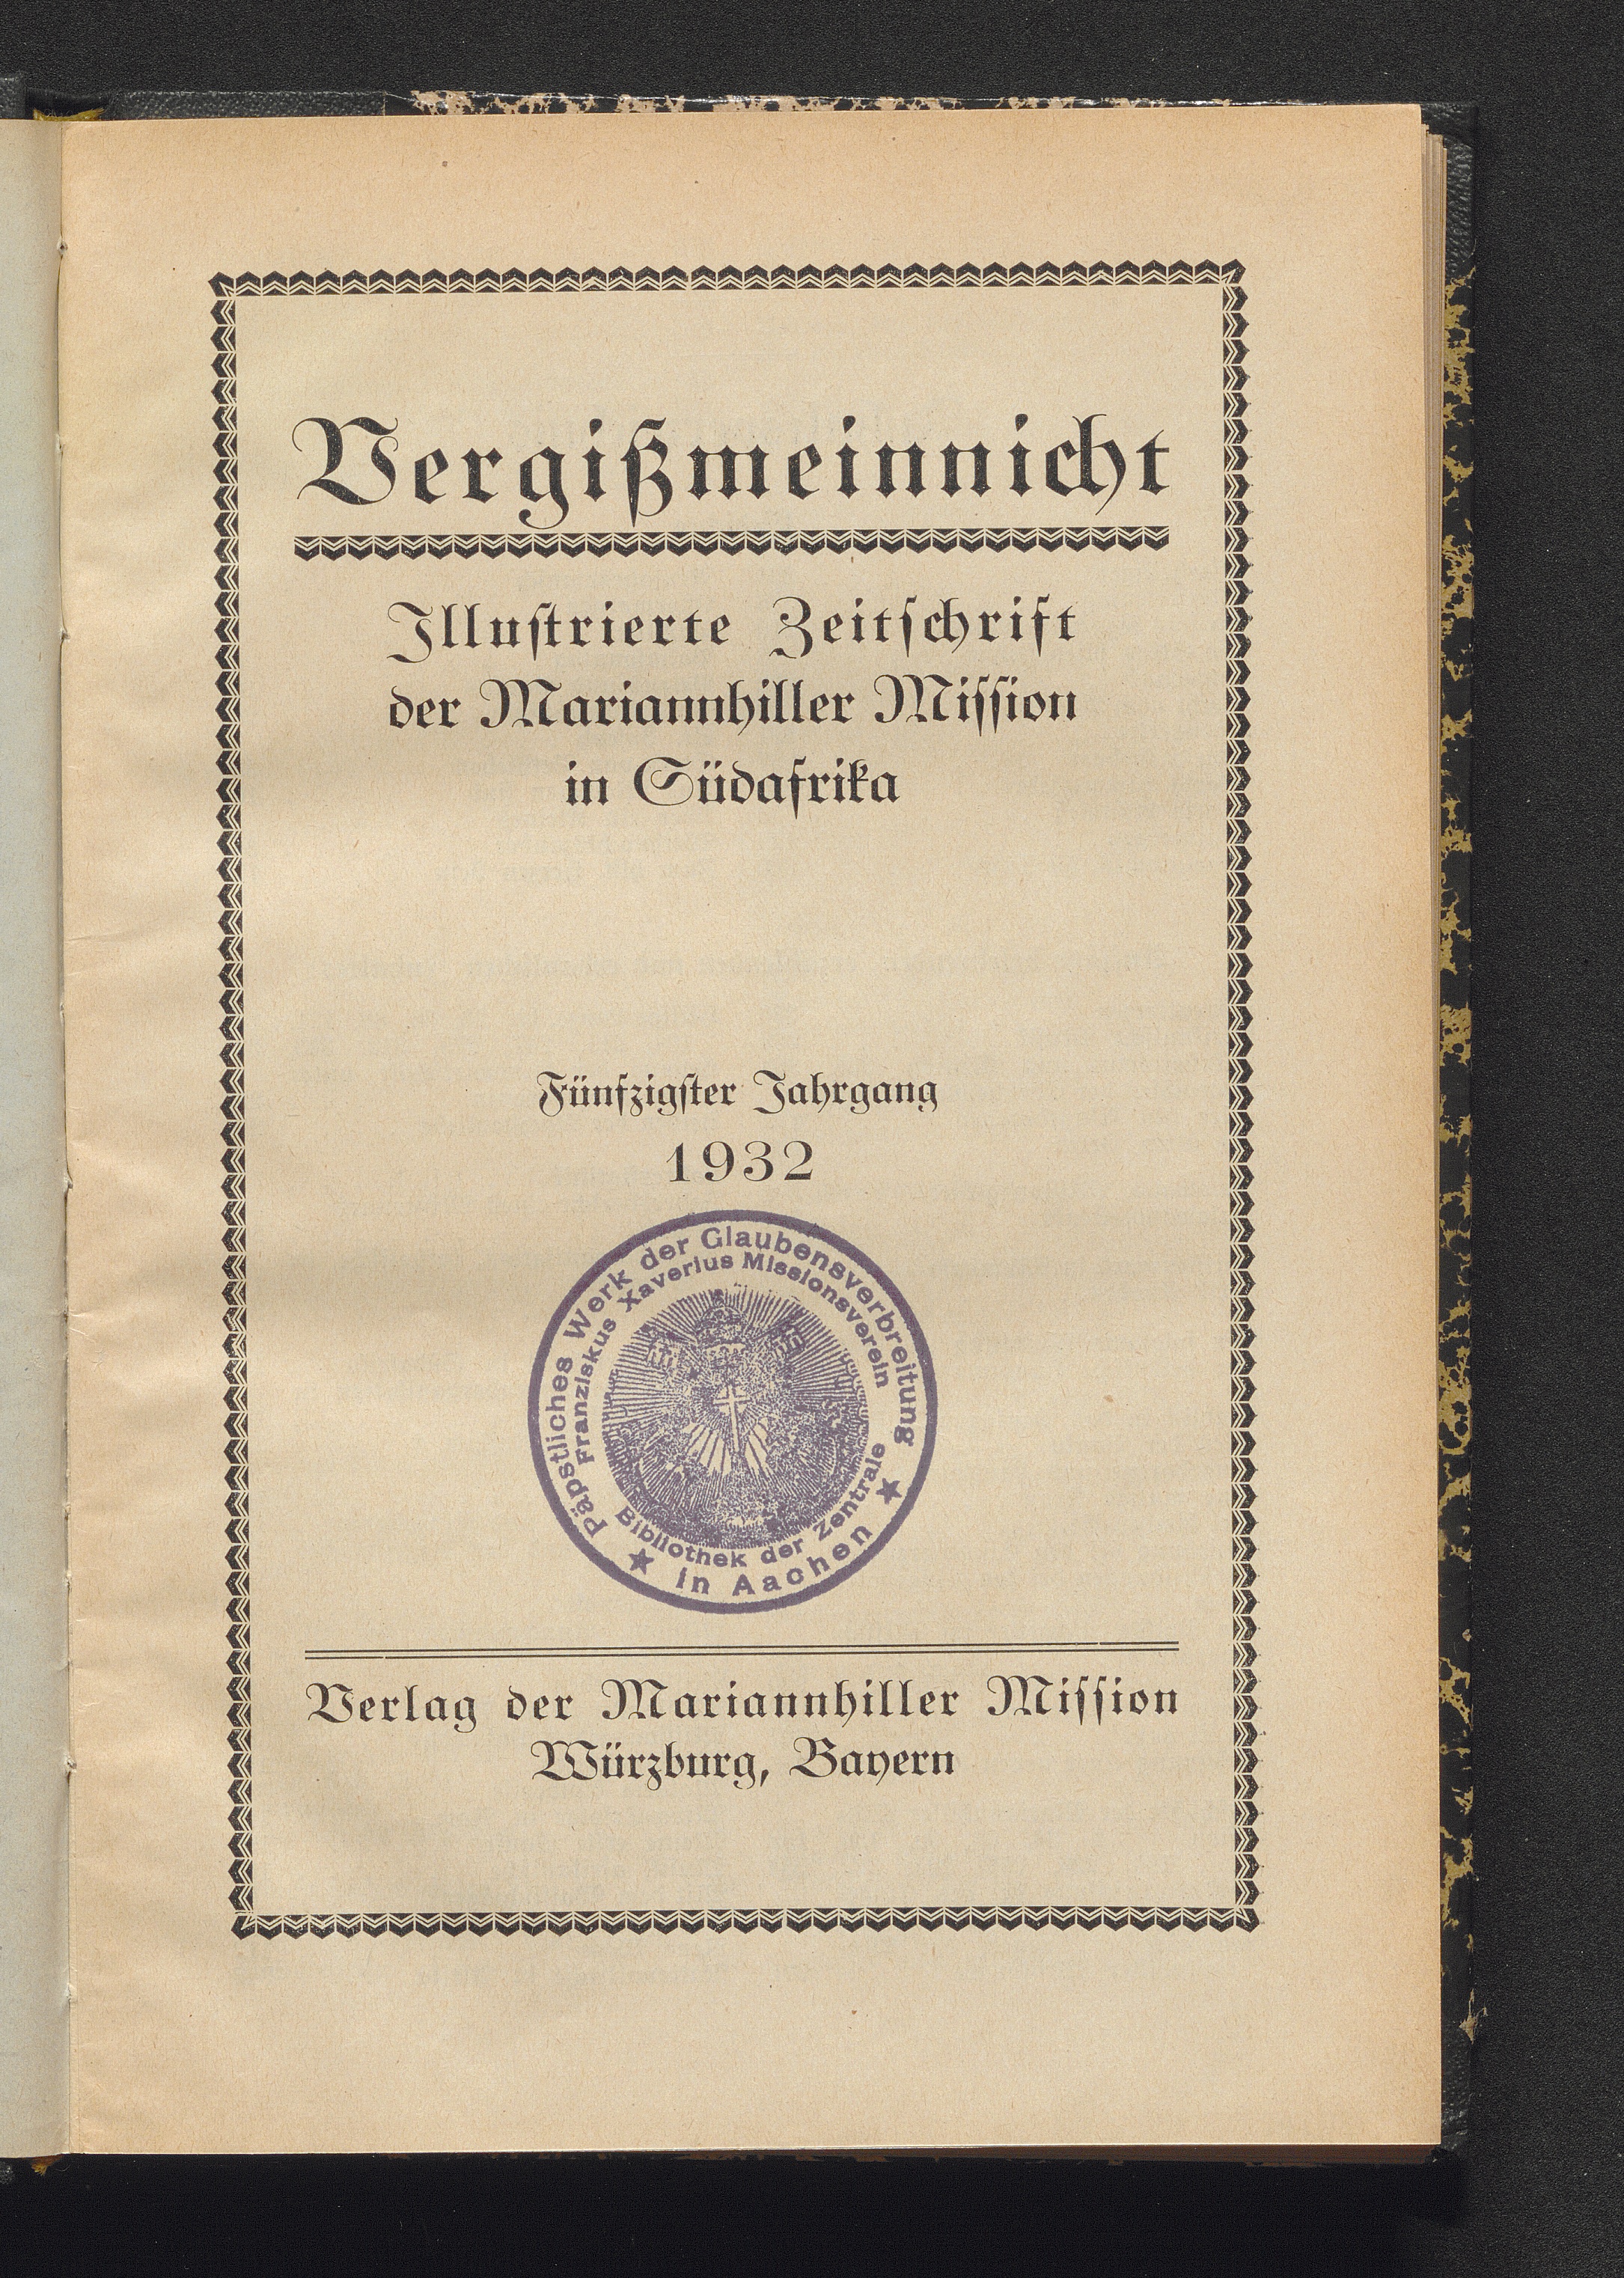 Vergißmeinnicht
Illustrierte Zeitschrift
der Mariannhiller Mission
in Südafrika
Fünfzigster Jahrgang
1932
Päpstliches Werk der Glaubensverbreitung
Franziskus Xaverius Missionsverein
Bibliothek der Zentrale
★ in Aachen ★
Verlag der Mariannhiller Mission
Würzburg, Bayern